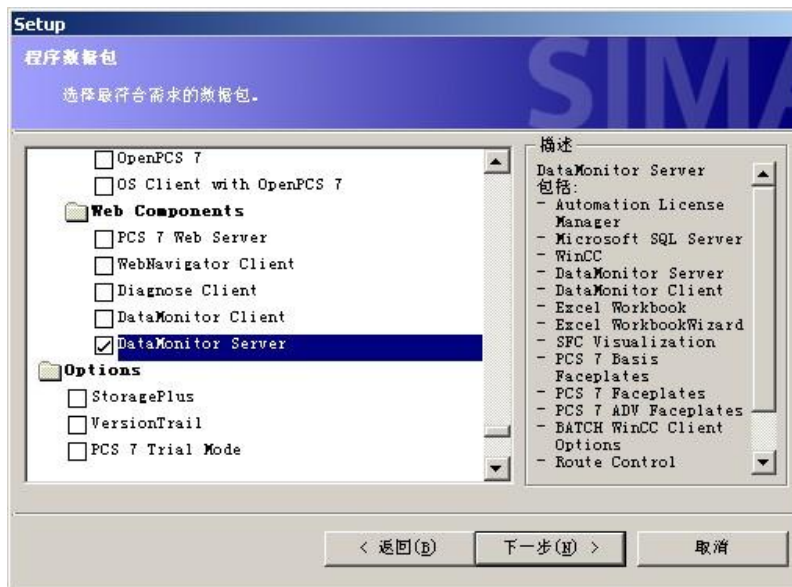 Setup
程序数据包
选择最符合需求的数据包。
SIMA
OpenPCS 7
OS Client with OpenPCS 7
Web Components
PCS 7 Web Server
WebNavigator Client
Diagnose Client
DataMonitor Client
DataMonitor Server
Options
StoragePlus
VersionTrail
PCS 7 Trial Mode
描述
DataMonitor Server
包括:
- Automation License
Manager
- Microsoft SQL Server
- WinCC
- DataMonitor Server
- DataMonitor Client
- Excel Workbook
- Excel WorkbookWizard
- SFC Visualization
- PCS 7 Basis
Faceplates
- PCS 7 Faceplates
- PCS 7 ADV Faceplates
- BATCH WinCC Client
Options
- Route Control
< 返回(B)
下一步(N) >
取消